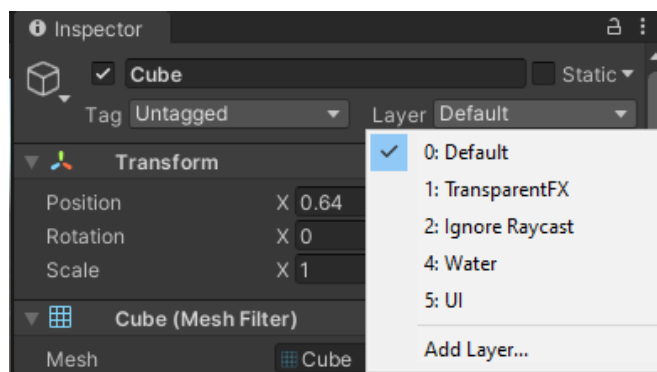 Inspector
Cube Static
Tag Untagged Layer Default
0: Default
1: TransparentFX
2: Ignore Raycast
4: Water
5: UI
Add Layer...
Transform
Position X 0.64
Rotation X 0
Scale X 1
Cube (Mesh Filter)
Mesh Cube